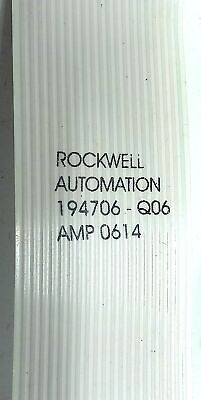 ROCKWELL
AUTOMATION
194706 - Q06
AMP 0614